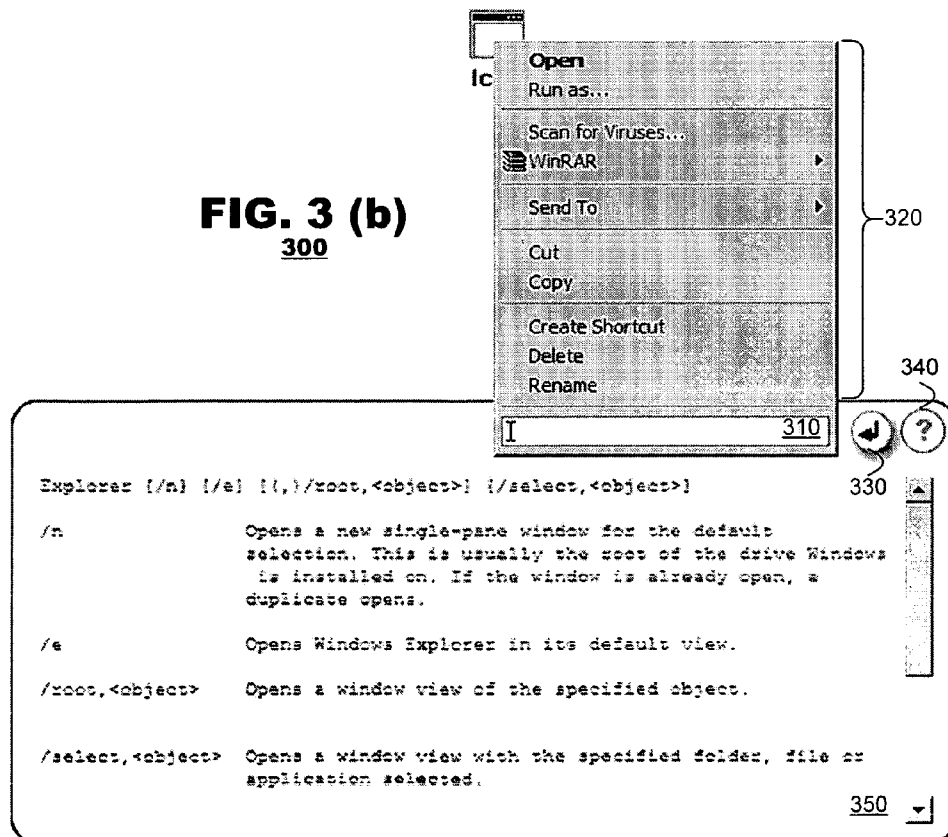 Ic
Open
Run as...
Scan for Viruses...
WinRAR
Send To
Cut
Copy
Create Shortcut
Delete
Rename
320
FIG. 3 (b)
300
340
310
?
330
Explorer [/n] [/e] [(,)/root,<object>] [/select,<object>]
/n Opens a new single-pane window for the default
selection. This is usually the root of the drive Windows
is installed on. If the window is already open, a
duplicate opens.
/e Opens Windows Explorer in its default view.
/root,<object> Opens a window view of the specified object.
/select,<object> Opens a window view with the specified folder, file or
application selected.
350